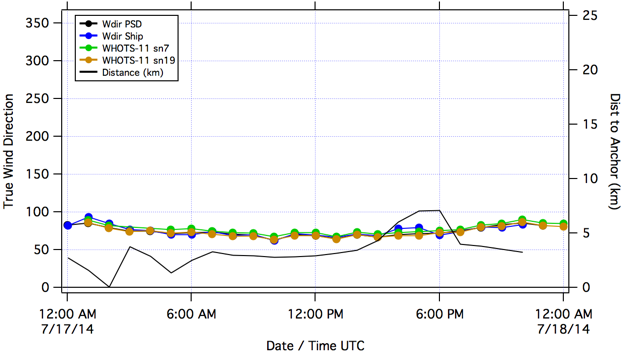 Wdir PSD
Wdir Ship
WHOTS-11 sn7
WHOTS-11 sn19
Distance (km)
True Wind Direction
350
300
250
200
150
100
50
0
25
20
15
10
5
0
Dist to Anchor (km)
12:00 AM
7/17/14
6:00 AM
12:00 PM
6:00 PM
12:00 AM
7/18/14
Date / Time UTC